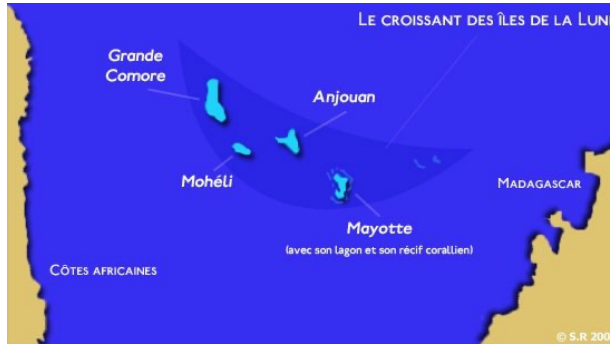 LE CROISSANT DES ÎLES DE LA LUN
Grande
Comore
Anjouan
Mohéli
MADAGASCAR
Mayotte
(avec son lagon et son récif corallien)
CÔTES AFRICAINES
© S.R 200